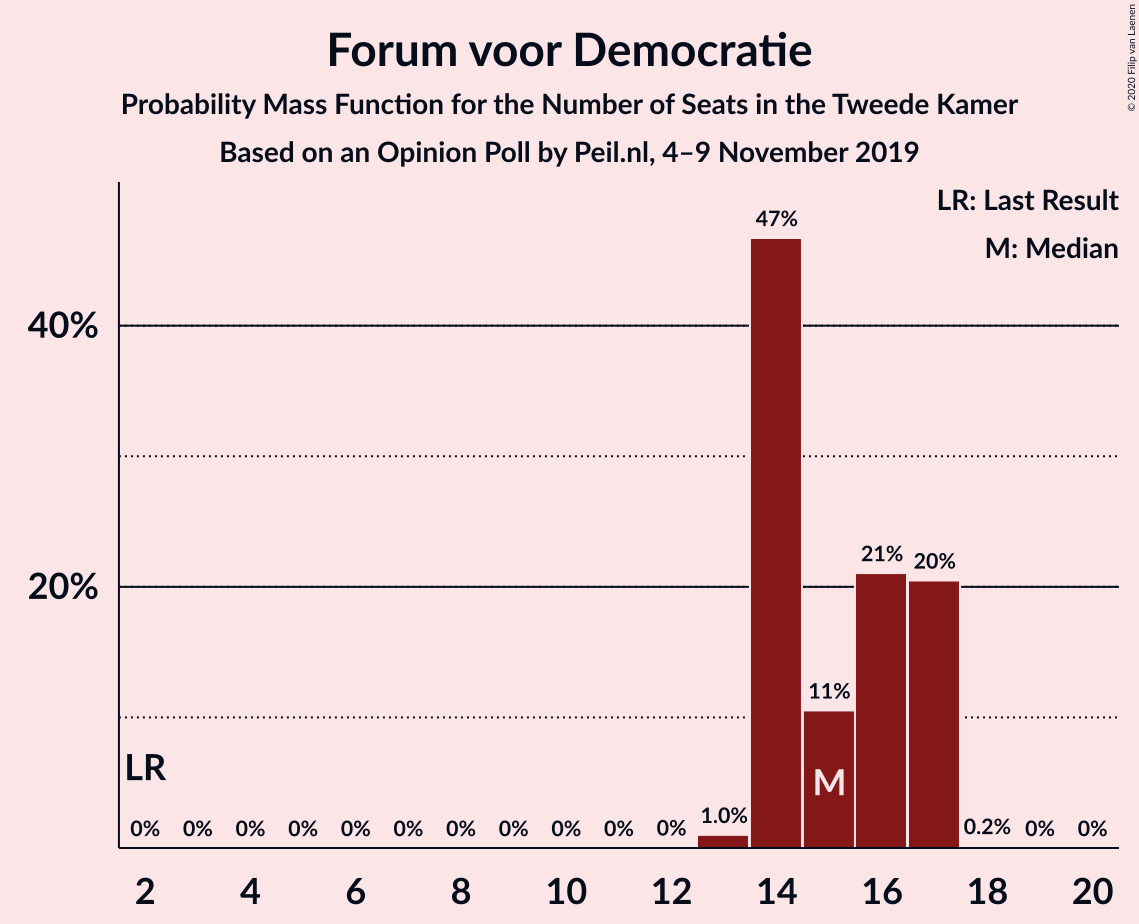 Forum voor Democratie
Probability Mass Function for the Number of Seats in the Tweede Kamer
Based on an Opinion Poll by Peil.nl, 4–9 November 2019
© 2020 Filip van Laenen
LR: Last Result
M: Median
47%
40%
21%
20%
20%
11%
LR
M
0% 0% 0% 0% 0% 0% 0% 0% 0% 0% 0% 1.0% 0.2% 0% 0%
2 4 6 8 10 12 14 16 18 20